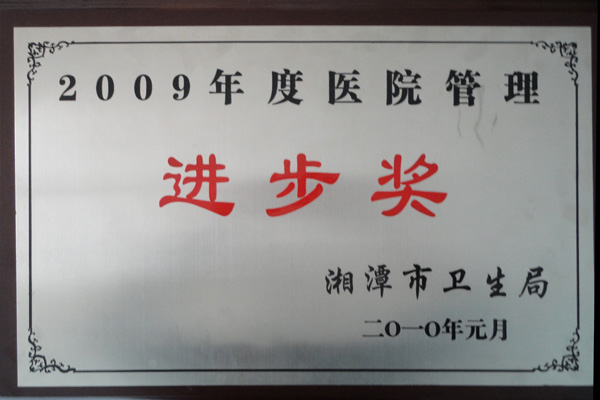 2009年度医院管理
进步奖
湘潭市卫生局
二〇一〇年元月